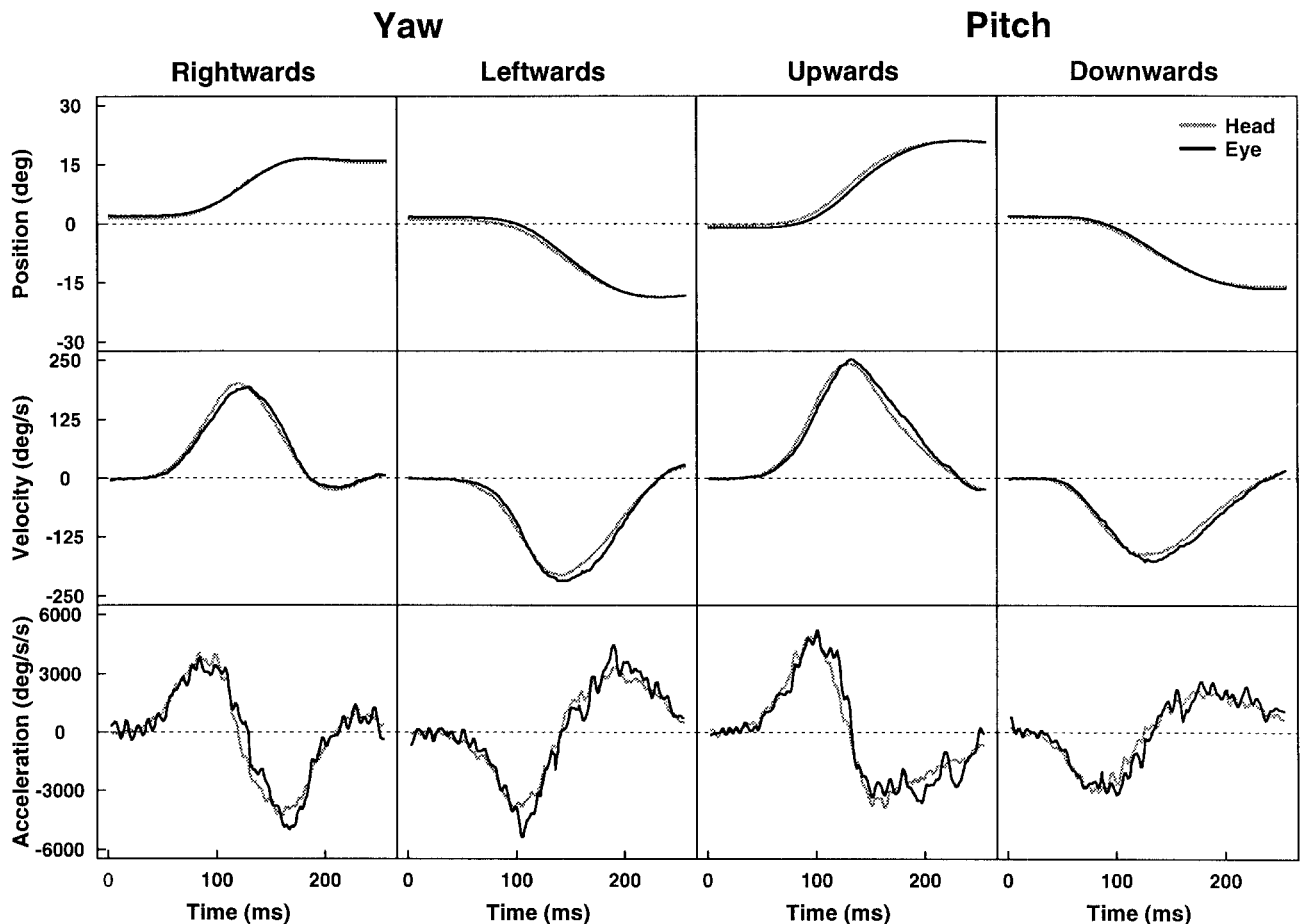 Yaw Pitch
Rightwards Leftwards Upwards Downwards
Position (deg)
30
15
0
-15
-30
Head
Eye
Velocity (deg/s)
250
125
0
-125
-250
Acceleration (deg/s/s)
6000
3000
0
-3000
-6000
0 100 200 0 100 200 0 100 200 0 100 200
Time (ms) Time (ms) Time (ms) Time (ms)